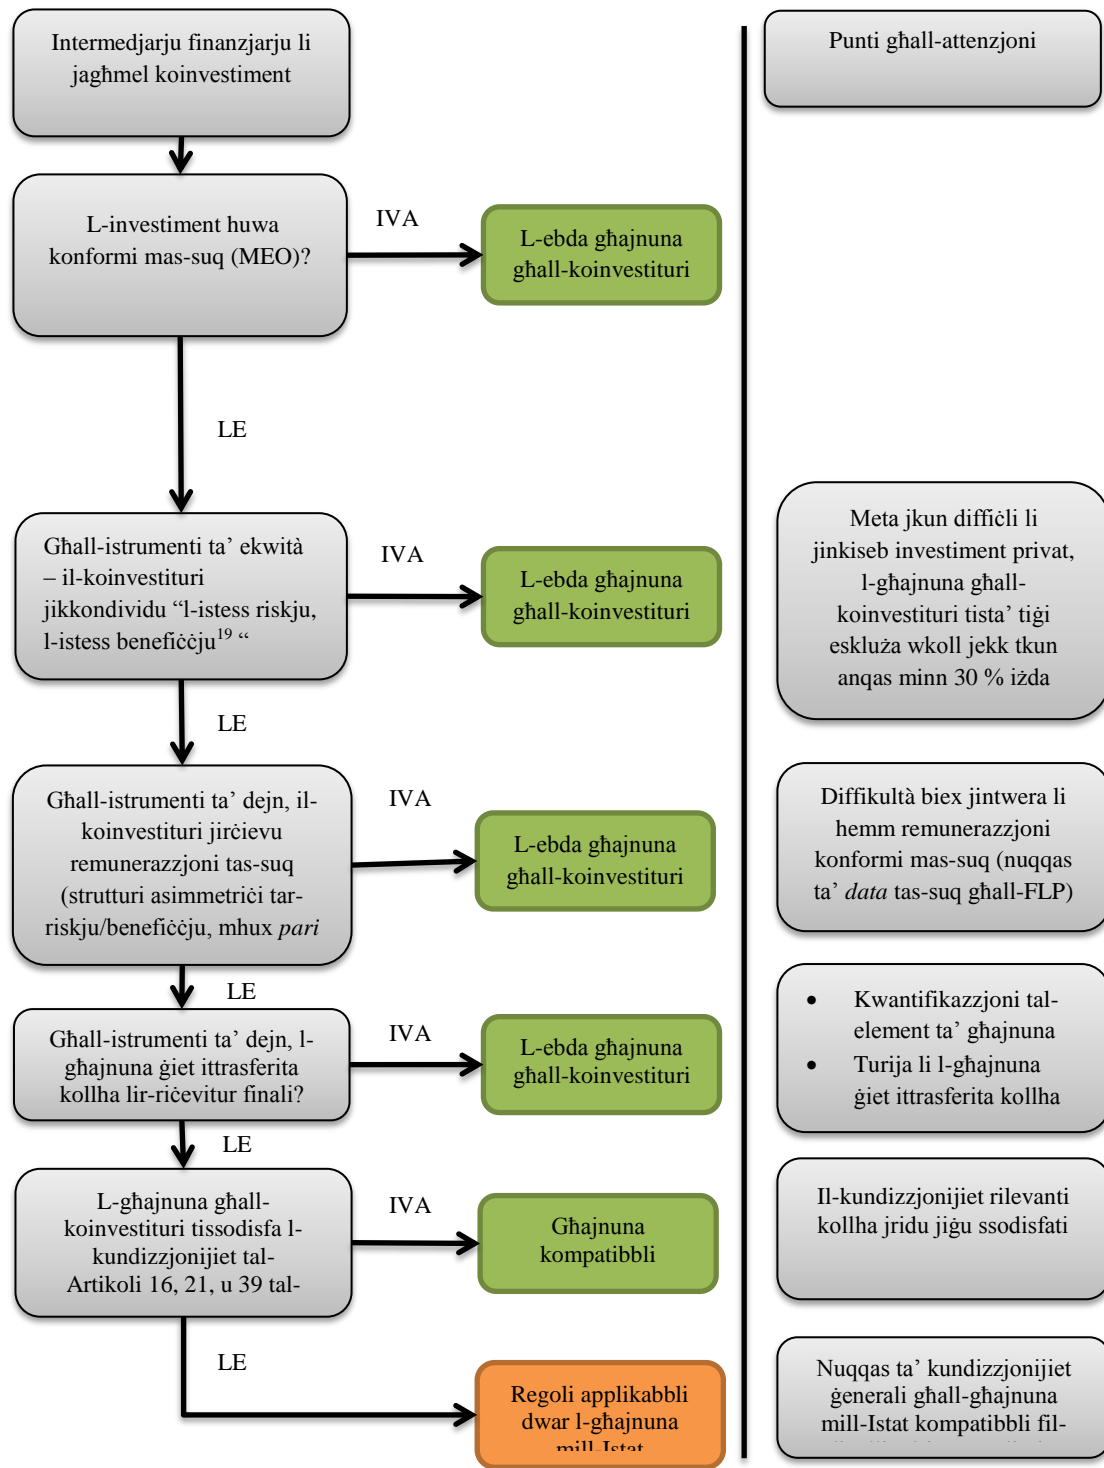 Intermedjarju finanzjarju li
jagħmel koinvestiment
Punti għall-attenzjoni
L-investiment huwa
konformi mas-suq (MEO)?
IVA
L-ebda għajnuna
għall-koinvestituri
LE
Għall-istrumenti ta’ ekwità
– il-koinvestituri
jikkondividu “l-istess riskju,
l-istess benefiċċju19 “
IVA
L-ebda għajnuna
għall-koinvestituri
Meta jkun diffiċli li
jinkiseb investiment privat,
l-għajnuna għall-
koinvestituri tista’ tiġi
eskluża wkoll jekk tkun
anqas minn 30 % iżda
LE
Għall-istrumenti ta’ dejn, il-
koinvestituri jirċievu
remunerazzjoni tas-suq
(strutturi asimmetriċi tar-
riskju/benefiċċju, mhux pari
IVA
L-ebda għajnuna
għall-koinvestituri
Diffikultà biex jintwera li
hemm remunerazzjoni
konformi mas-suq (nuqqas
ta’ data tas-suq għall-FLP)
LE
Għall-istrumenti ta’ dejn, l-
għajnuna ġiet ittrasferita
kollha lir-riċevitur finali?
IVA
L-ebda għajnuna
għall-koinvestituri
• Kwantifikazzjoni tal-
element ta’ għajnuna
• Turija li l-għajnuna
ġiet ittrasferita kollha
LE
L-għajnuna għall-
koinvestituri tissodisfa l-
kundizzjonijiet tal-
Artikoli 16, 21, u 39 tal-
IVA
Għajnuna
kompatibbli
Il-kundizzjonijiet rilevanti
kollha jridu jiġu ssodisfati
LE
Regoli applikabbli
dwar l-għajnuna
mill-Istat
Nuqqas ta’ kundizzjonijiet
ġenerali għall-għajnuna
mill-Istat kompatibbli fil-